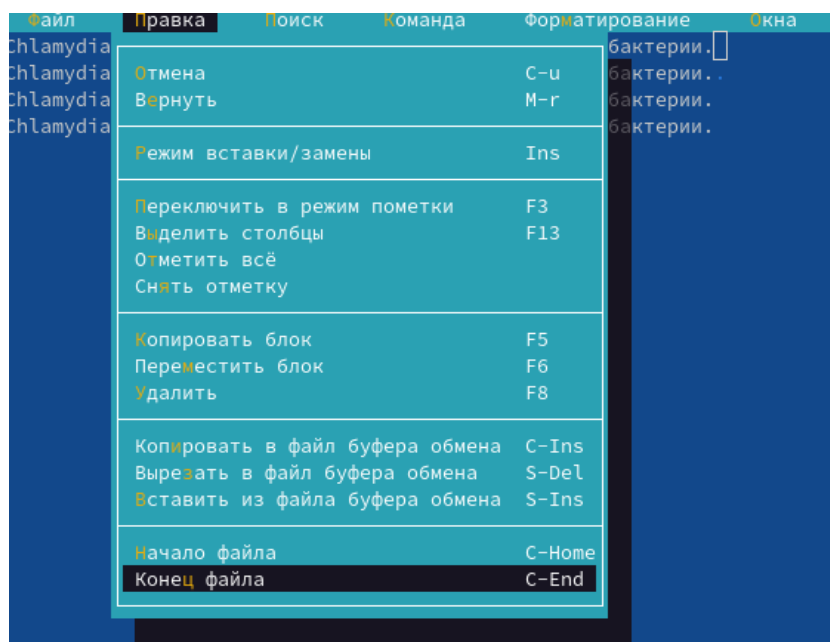 Файл Правка Поиск Команда Форматирование Окна
Chlamydia бактерии.
Отмена C-u
Chlamydia бактерии..
Вернуть M-r
Chlamydia бактерии.
Chlamydia бактерии.
Режим вставки/замены Ins
Переключить в режим пометки F3
Выделить столбцы F13
Отметить всё
Снять отметку
Копировать блок F5
Переместить блок F6
Удалить F8
Копировать в файл буфера обмена C-Ins
Вырезать в файл буфера обмена S-Del
Вставить из файла буфера обмена S-Ins
Начало файла C-Home
Конец файла C-End